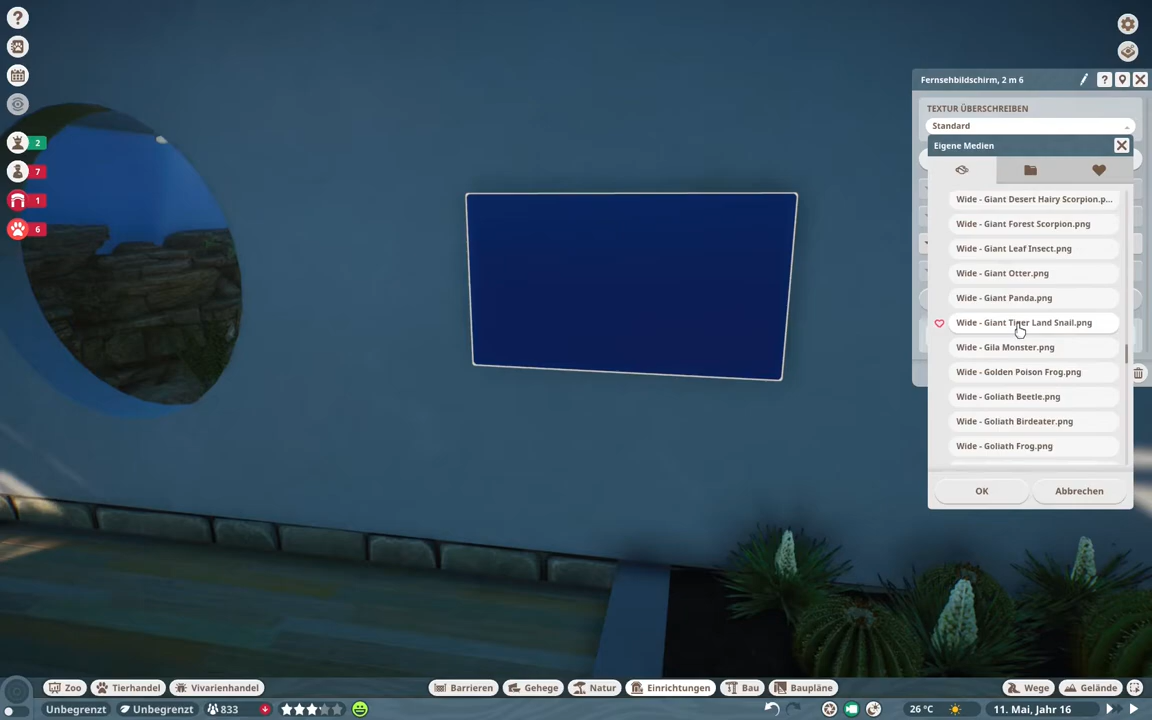 ?
Fernsehbildschirm, 2 m 6
?
TEXTUR ÜBERSCHREIBEN
Standard
Eigene Medien
2
7
1
6
Wide - Giant Desert Hairy Scorpion.p...
Wide - Giant Forest Scorpion.png
Wide - Giant Leaf Insect.png
Wide - Giant Otter.png
Wide - Giant Panda.png
Wide - Giant Tiger Land Snail.png
Wide - Gila Monster.png
Wide - Golden Poison Frog.png
Wide - Goliath Beetle.png
Wide - Goliath Birdeater.png
Wide - Goliath Frog.png
OK
Abbrechen
Zoo
Tierhandel
Vivarienhandel
Barrieren
Gehege
Natur
Einrichtungen
Bau
Baupläne
Wege
Gelände
Unbegrenzt
Unbegrenzt
833
26 °C
11. Mai, Jahr 16